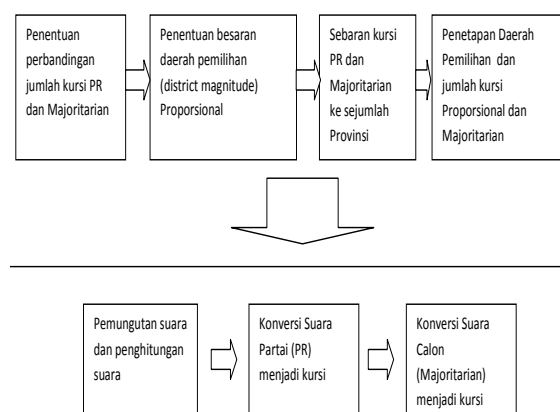 Penentuan
perbandingan
jumlah kursi PR
dan Majoritarian
Penentuan besaran
daerah pemilihan
(district magnitude)
Proporsional
Sebaran kursi
PR dan
Majoritarian
ke sejumlah
Provinsi
Penetapan Daerah
Pemilihan dan
jumlah kursi
Proporsional dan
Majoritarian
Pemungutan suara
dan penghitungan
suara
Konversi Suara
Partai (PR)
menjadi kursi
Konversi Suara
Calon
(Majoritarian)
menjadi kursi